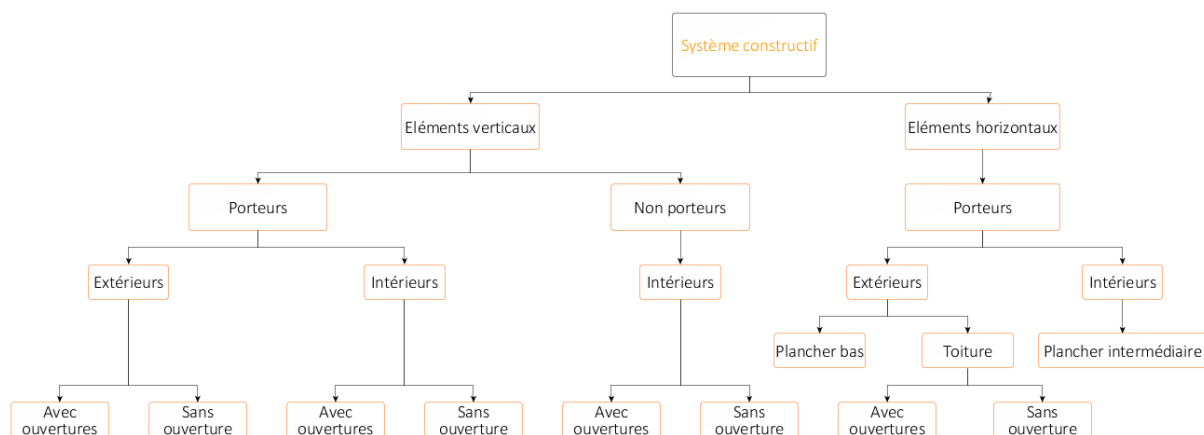 Système constructif
Eléments verticaux
Eléments horizontaux
Porteurs
Non porteurs
Porteurs
Extérieurs
Intérieurs
Intérieurs
Extérieurs
Intérieurs
Plancher bas
Toiture
Plancher intermédiaire
Avec
ouvertures
Sans
ouverture
Avec
ouvertures
Sans
ouverture
Avec
ouvertures
Sans
ouverture
Avec
ouvertures
Sans
ouverture